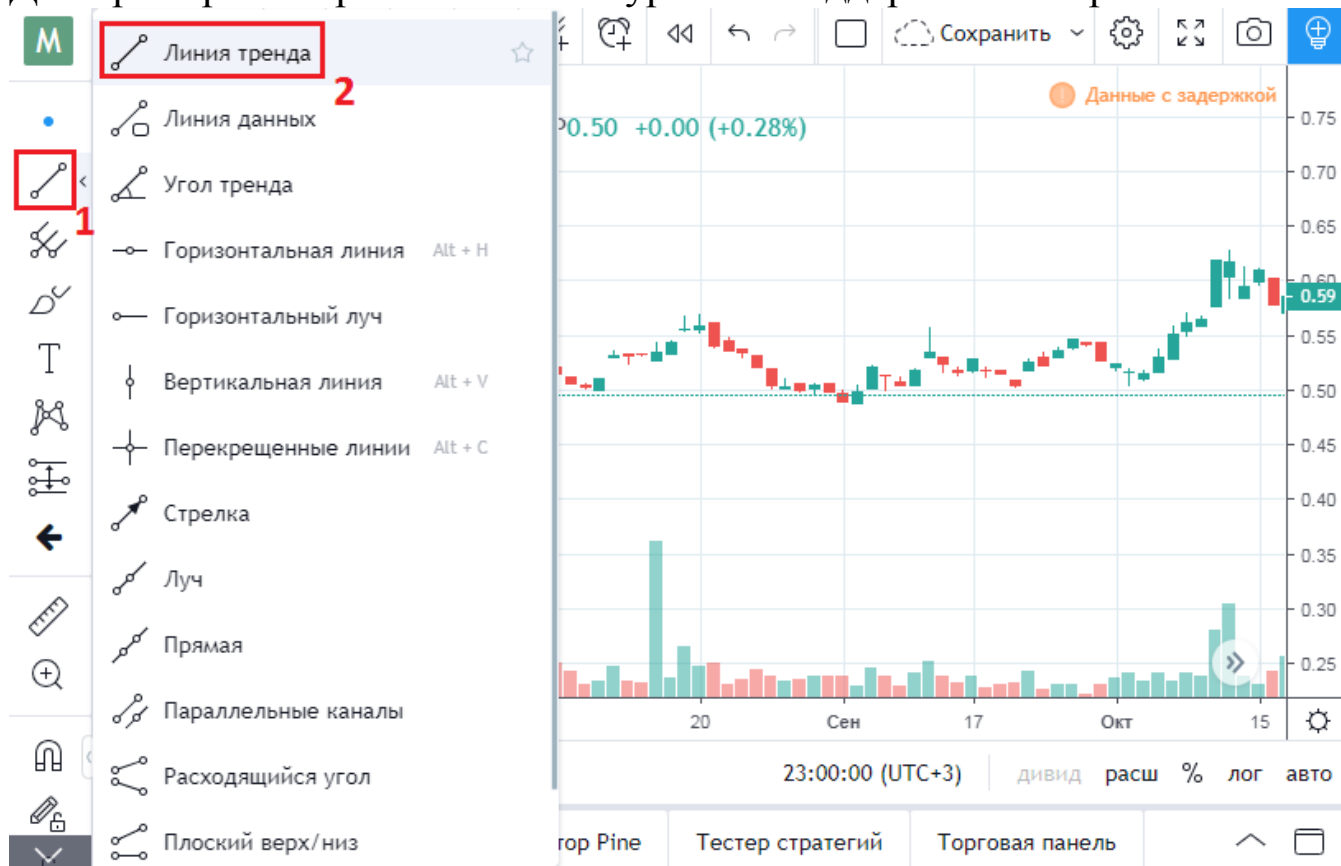 M
Линия тренда
2
Сохранить
Линия данных
Данные с задержкой
0.50 +0.00 (+0.28%)
0.75
Угол тренда
0.70
1
T
Горизонтальная линия Alt + H
0.65
Горизонтальный луч
0.60
0.59
Вертикальная линия Alt + V
0.55
Перекрещенные линии Alt + C
0.50
0.45
Стрелка
0.40
Луч
0.35
Прямая
0.30
0.25
Параллельные каналы
20 Сен 17 Окт 15
Расходящийся угол
23:00:00 (UTC+3) дивид расш % лог авто
Плоский верх/низ
тор Pine Тестер стратегий Торговая панель